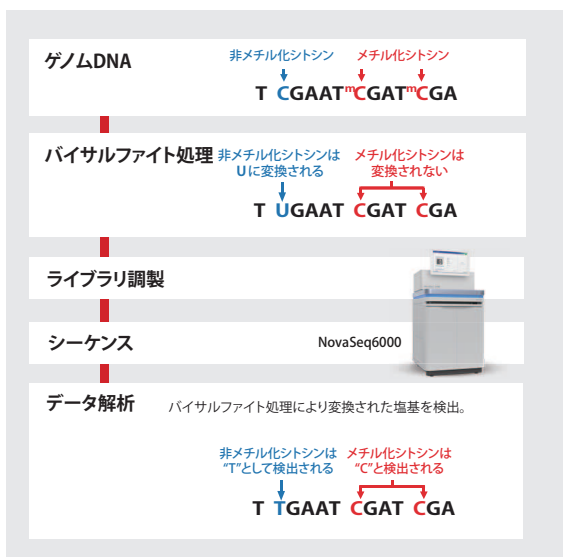 ゲノムDNA
非メチル化シトシン メチル化シトシン
T CGAATmCGATmCGA
バイサルファイト処理
非メチル化シトシンは
Uに変換される
メチル化シトシンは
変換されない
T UGAAT CGAT CGA
ライブラリ調製
シーケンス
NovaSeq6000
データ解析
バイサルファイト処理により変換された塩基を検出。
非メチル化シトシンは
“T”として検出される
メチル化シトシンは
“C”と検出される
T TGAAT CGAT CGA